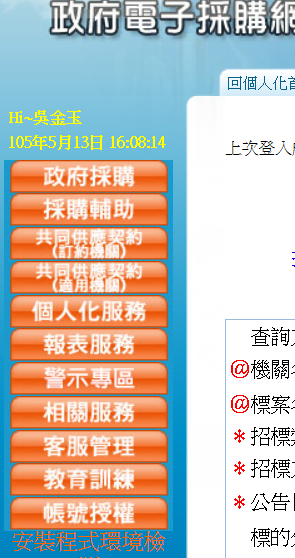 政府電子採購網
回個人化首
Hi~吳金玉
105年5月13日 16:08:14
上次登入
政府採購
採購輔助
共同供應契約
(訂約機關)
共同供應契約
(適用機關)
個人化服務
報表服務
警示專區
相關服務
客服管理
教育訓練
帳號授權
安裝程式環境檢
查詢
@機關名
@標案名
*招標
*招標
*公告
標的